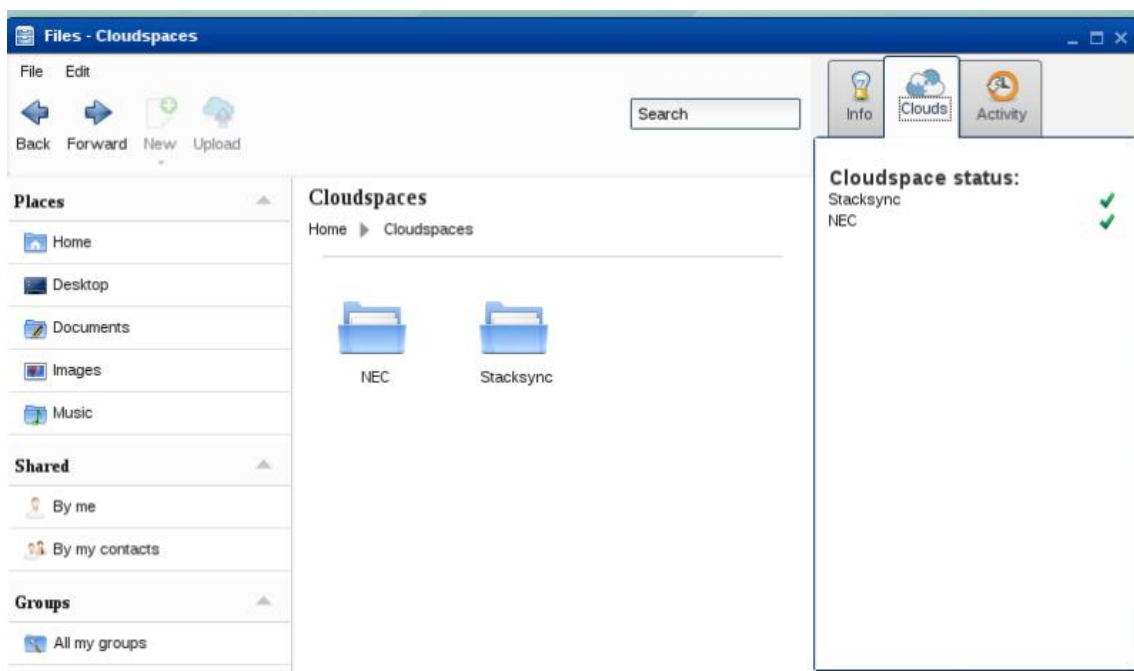 Files - Cloudspaces
File Edit
Back Forward New Upload
Search
Info Clouds Activity
Places
Home
Desktop
Documents
Images
Music
Shared
By me
By my contacts
Groups
All my groups
Cloudspaces
Home Cloudspaces
NEC Stacksync
Cloudspace status:
Stacksync
NEC